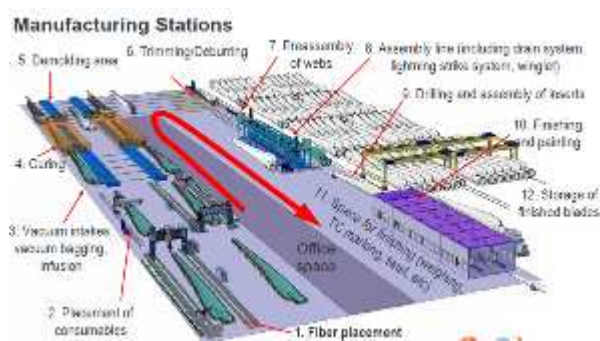 Manufacturing Stations
6. Trimming/Deburring
7. Preassembly
of webs
8. Assembly line (including drain system,
lightning strike system, winglet)
5. Demolding area
9. Drilling and assembly of inserts
10. Finishing
and painting
4. Curing
11. Space for finishing (weighing,
TC marking,
etc)
12. Storage of
finished blades
3. Vacuum intakes
vacuum bagging,
infusion
Office
space
2. Placement of
consumables
1. Fiber placement